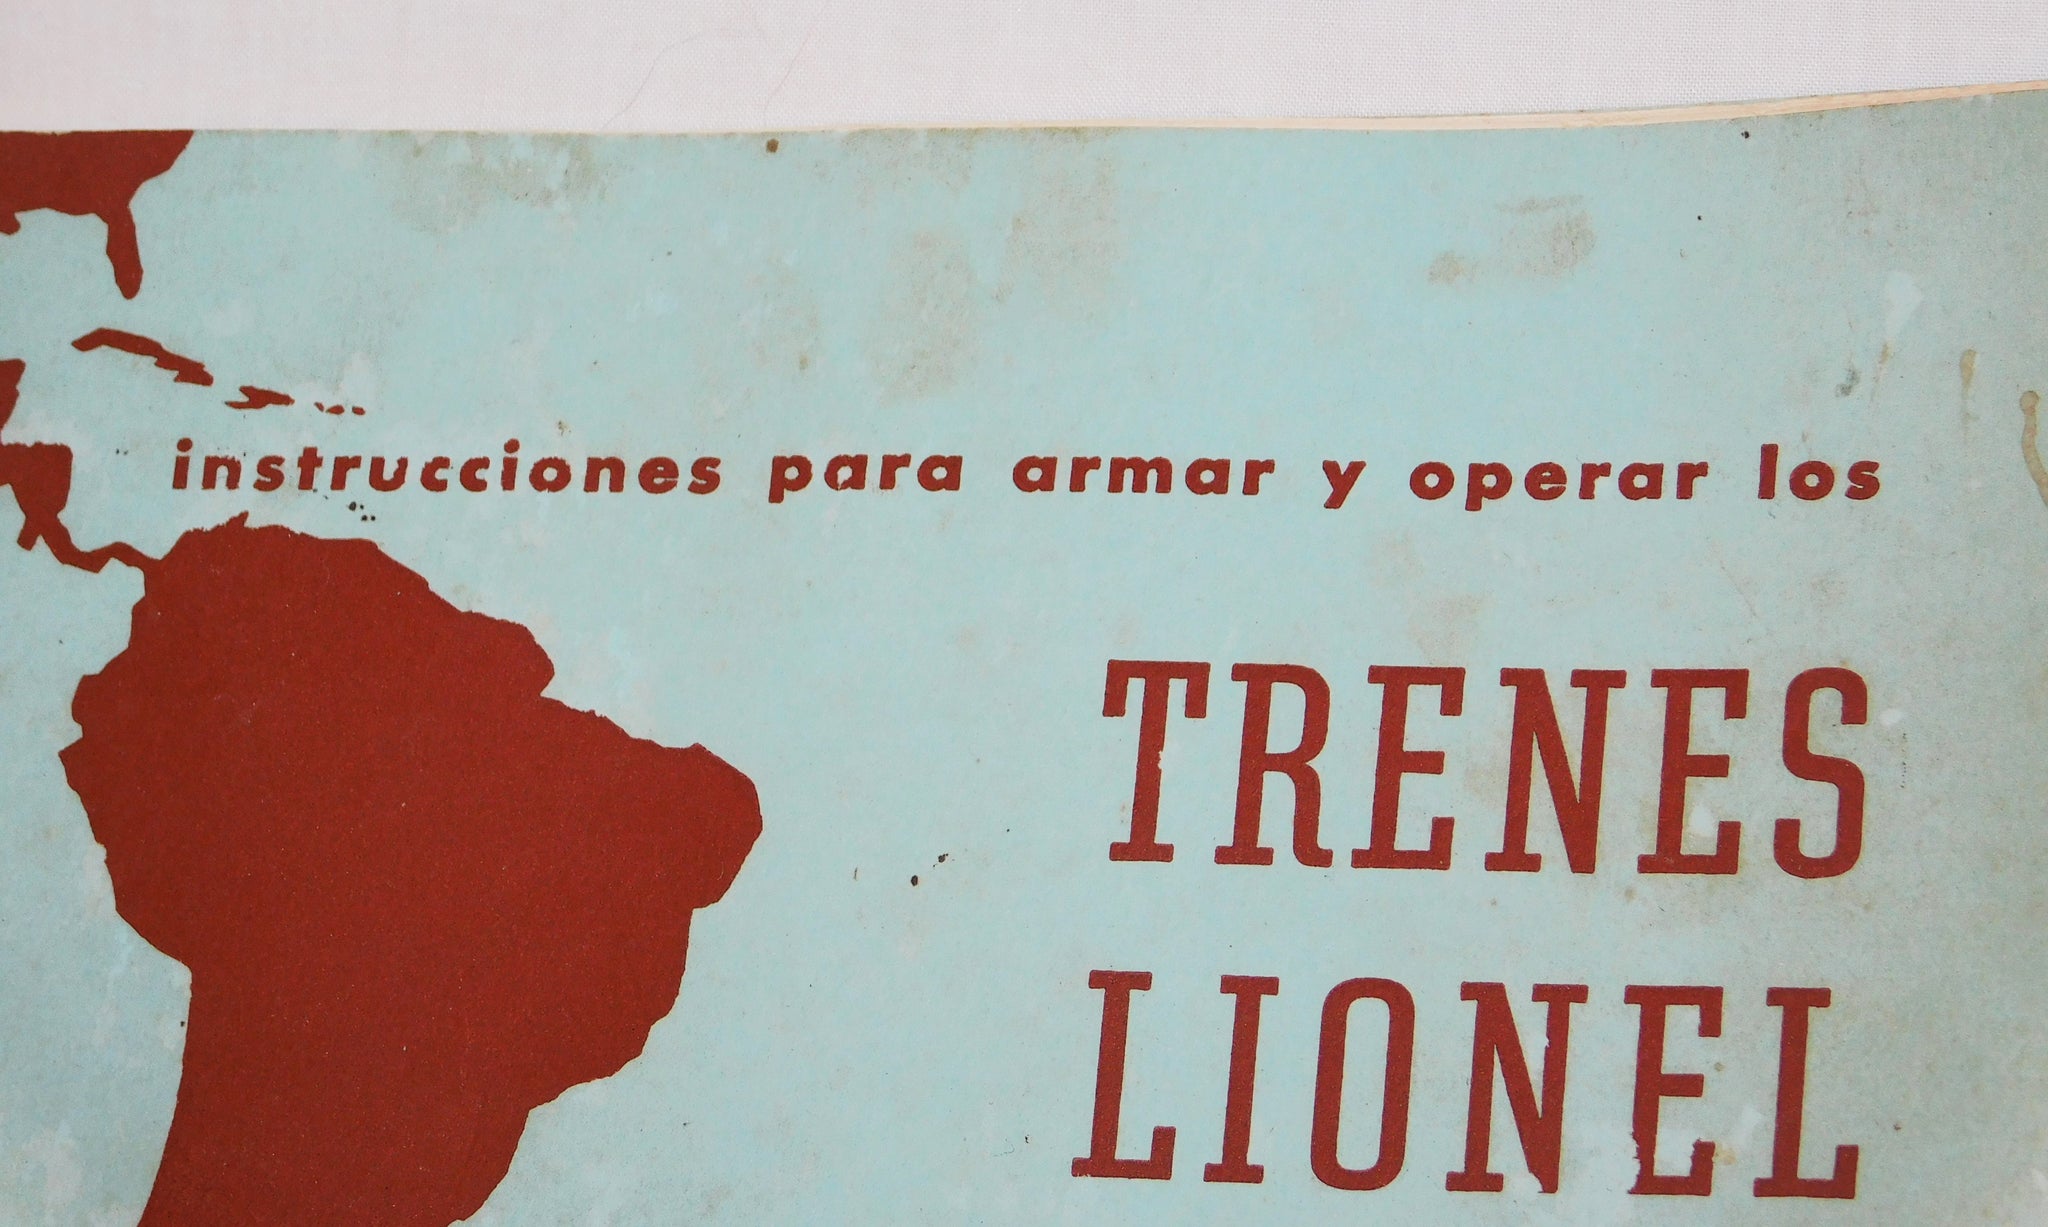 instrucciones para armar y operar los
TRENES
LIONEL